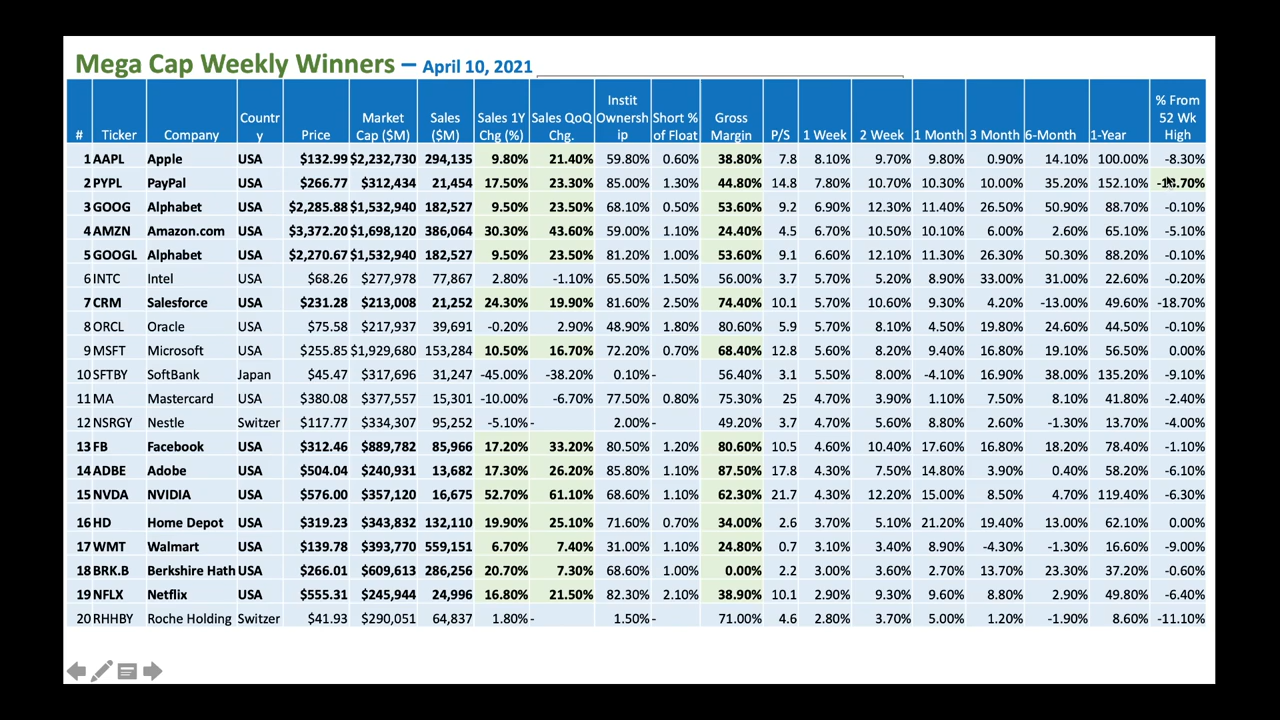 Mega Cap Weekly Winners – April 10, 2021
# Ticker Company Country Price Market Cap ($M) Sales ($M) Sales 1Y Chg (%) Sales QoQ Chg. Instit Ownership Short % of Float Gross Margin P/S 1 Week 2 Week 1 Month 3 Month 6-Month 1-Year % From 52 Wk High
1 AAPL Apple USA $132.99 $2,232,730 294,135 9.80% 21.40% 59.80% 0.60% 38.80% 7.8 8.10% 9.70% 9.80% 0.90% 14.10% 100.00% -8.30%
2 PYPL PayPal USA $266.77 $312,434 21,454 17.50% 23.30% 85.00% 1.30% 44.80% 14.8 7.80% 10.70% 10.30% 10.00% 35.20% 152.10%
3 GOOG Alphabet USA $2,285.88 $1,532,940 182,527 9.50% 23.50% 68.10% 0.50% 53.60% 9.2 6.90% 12.30% 11.40% 26.50% 50.90% 88.70% -0.10%
4 AMZN Amazon.com USA $3,372.20 $1,698,120 386,064 30.30% 43.60% 59.00% 1.10% 24.40% 4.5 6.70% 10.50% 10.10% 6.00% 2.60% 65.10% -5.10%
5 GOOGL Alphabet USA $2,270.67 $1,532,940 182,527 9.50% 23.50% 81.20% 1.00% 53.60% 9.1 6.60% 12.10% 11.30% 26.30% 50.30% 88.20% -0.10%
6 INTC Intel USA $68.26 $277,978 77,867 2.80% -1.10% 65.50% 1.50% 56.00% 3.7 5.70% 5.20% 8.90% 33.00% 31.00% 22.60% -0.20%
7 CRM Salesforce USA $231.28 $213,008 21,252 24.30% 19.90% 81.60% 2.50% 74.40% 10.1 5.70% 10.60% 9.30% 4.20% -13.00% 49.60% -18.70%
8 ORCL Oracle USA $75.58 $217,937 39,691 -0.20% 2.90% 48.90% 1.80% 80.60% 5.9 5.70% 8.10% 4.50% 19.80% 24.60% 44.50% -0.10%
9 MSFT Microsoft USA $255.85 $1,929,680 153,284 10.50% 16.70% 72.20% 0.70% 68.40% 12.8 5.60% 8.20% 9.40% 16.80% 19.10% 56.50% 0.00%
10 SFTBY SoftBank Japan $45.47 $317,696 31,247 -45.00% -38.20% 0.10% - 56.40% 3.1 5.50% 8.00% -4.10% 16.90% 38.00% 135.20% -9.10%
11 MA Mastercard USA $380.08 $377,557 15,301 -10.00% -6.70% 77.50% 0.80% 75.30% 25 4.70% 3.90% 1.10% 7.50% 8.10% 41.80% -2.40%
12 NSRGY Nestle Switzer $117.77 $334,307 95,252 -5.10% - 2.00% - 49.20% 3.7 4.70% 5.60% 8.80% 2.60% -1.30% 13.70% -4.00%
13 FB Facebook USA $312.46 $889,782 85,966 17.20% 33.20% 80.50% 1.20% 80.60% 10.5 4.60% 10.40% 17.60% 16.80% 18.20% 78.40% -1.10%
14 ADBE Adobe USA $504.04 $240,931 13,682 17.30% 26.20% 85.80% 1.10% 87.50% 17.8 4.30% 7.50% 14.80% 3.90% 0.40% 58.20% -6.10%
15 NVDA NVIDIA USA $576.00 $357,120 16,675 52.70% 61.10% 68.60% 1.10% 62.30% 21.7 4.30% 12.20% 15.00% 8.50% 4.70% 119.40% -6.30%
16 HD Home Depot USA $319.23 $343,832 132,110 19.90% 25.10% 71.60% 0.70% 34.00% 2.6 3.70% 5.10% 21.20% 19.40% 13.00% 62.10% 0.00%
17 WMT Walmart USA $139.78 $393,770 559,151 6.70% 7.40% 31.00% 1.10% 24.80% 0.7 3.10% 3.40% 8.90% -4.30% -1.30% 16.60% -9.00%
18 BRK.B Berkshire Hath USA $266.01 $609,613 286,256 20.70% 7.30% 68.60% 1.00% 0.00% 2.2 3.00% 3.60% 2.70% 13.70% 23.30% 37.20% -0.60%
19 NFLX Netflix USA $555.31 $245,944 24,996 16.80% 21.50% 82.30% 2.10% 38.90% 10.1 2.90% 9.30% 9.60% 8.80% 2.90% 49.80% -6.40%
20 RHHBY Roche Holding Switzer $41.93 $290,051 64,837 1.80% - 1.50% - 71.00% 4.6 2.80% 3.70% 5.00% 1.20% -1.90% 8.60% -11.10%